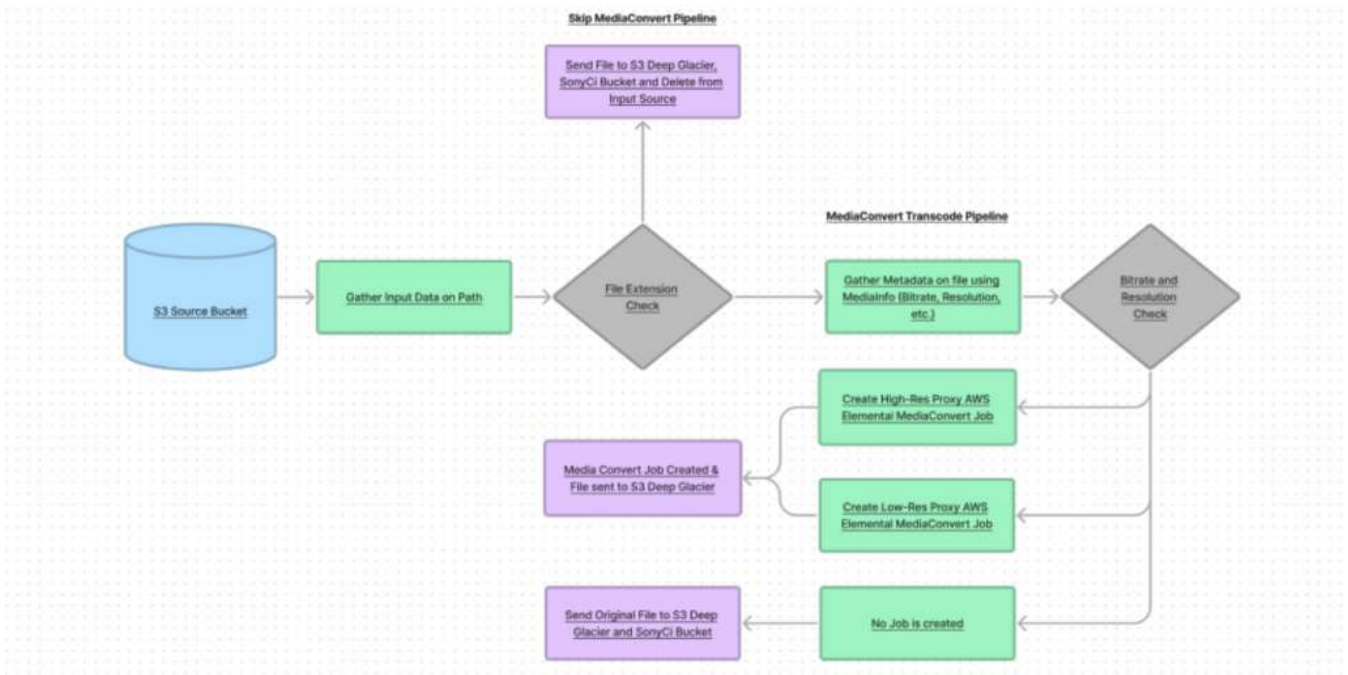 Skip MediaConvert Pipeline
Send File to S3 Deep Glacier,
SonyCi Bucket and Delete from
Input Source
MediaConvert Transcode Pipeline
S3 Source Bucket
Gather Input Data on Path
File Extension
Check
Gather Metadata on file using
MediaInfo (Bitrate, Resolution,
etc.)
Bitrate and
Resolution
Check
Create High-Res Proxy AWS
Elemental MediaConvert Job
Media Convert Job Created &
File sent to S3 Deep Glacier
Create Low-Res Proxy AWS
Elemental MediaConvert Job
Send Original File to S3 Deep
Glacier and SonyCi Bucket
No Job is created